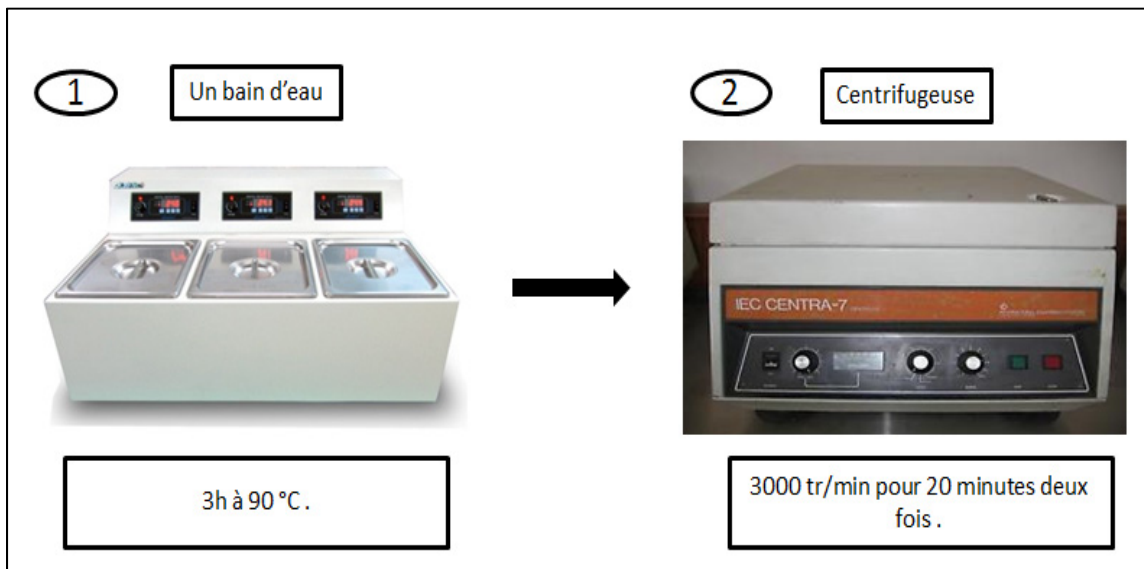 1
Un bain d'eau
2
Centrifugeuse
IEC CENTRA-7
3h à 90 °C .
3000 tr/min pour 20 minutes deux
fois .